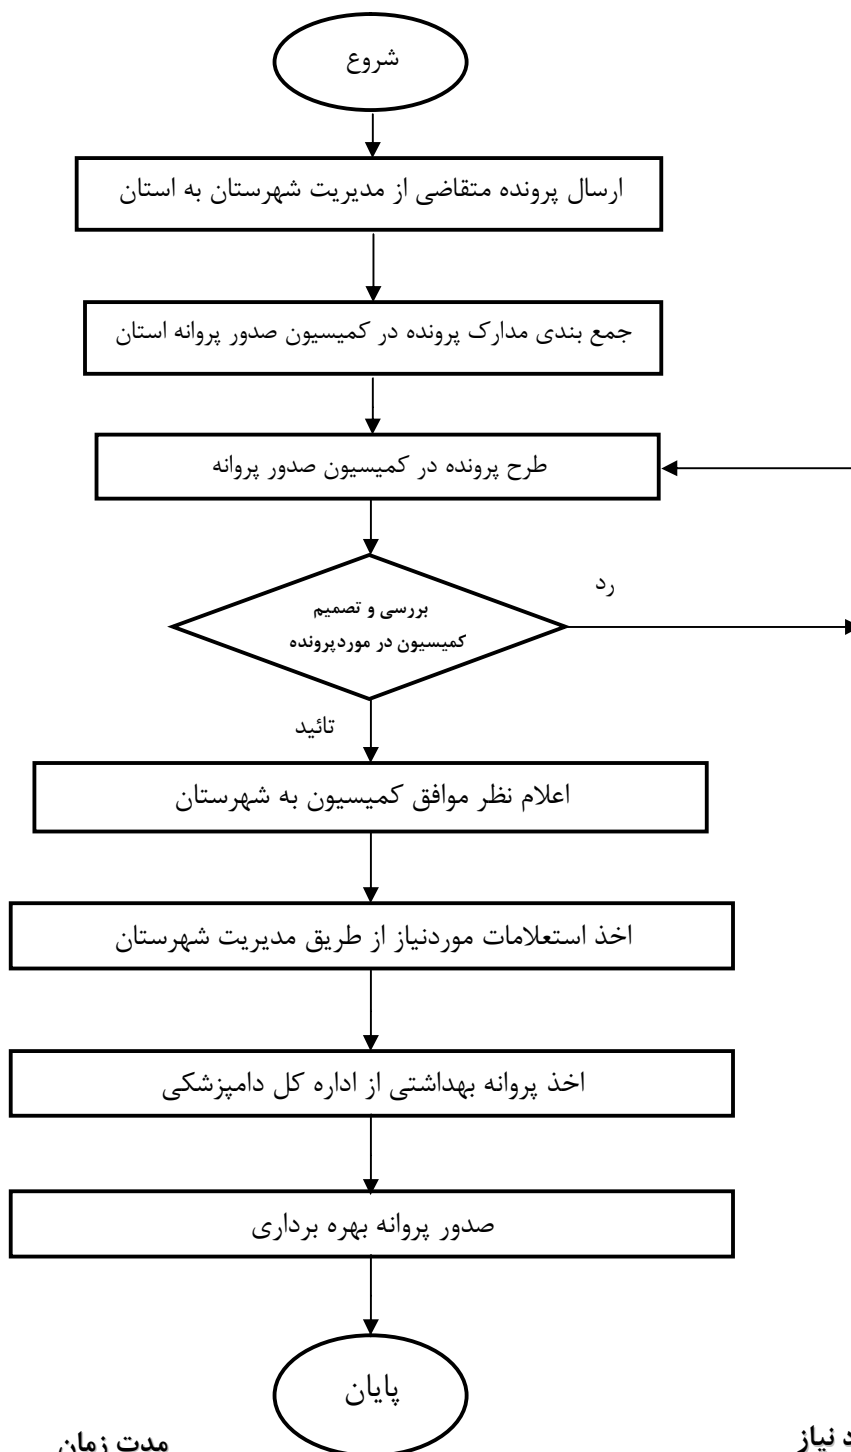 شروع
ارسال پرونده متقاضی از مدیریت شهرستان به استان
جمع بندی مدارک پرونده در کمیسیون صدور پروانه استان
طرح پرونده در کمیسیون صدور پروانه
بررسی و تصمیم
کمیسیون در موردپرونده
رد
تائید
اعلام نظر موافق کمیسیون به شهرستان
اخذ استعلامات موردنیاز از طریق مدیریت شهرستان
اخذ پروانه بهداشتی از اداره کل دامپزشکی
صدور پروانه بهره برداری
پایان
د نیاز
مدت زمان